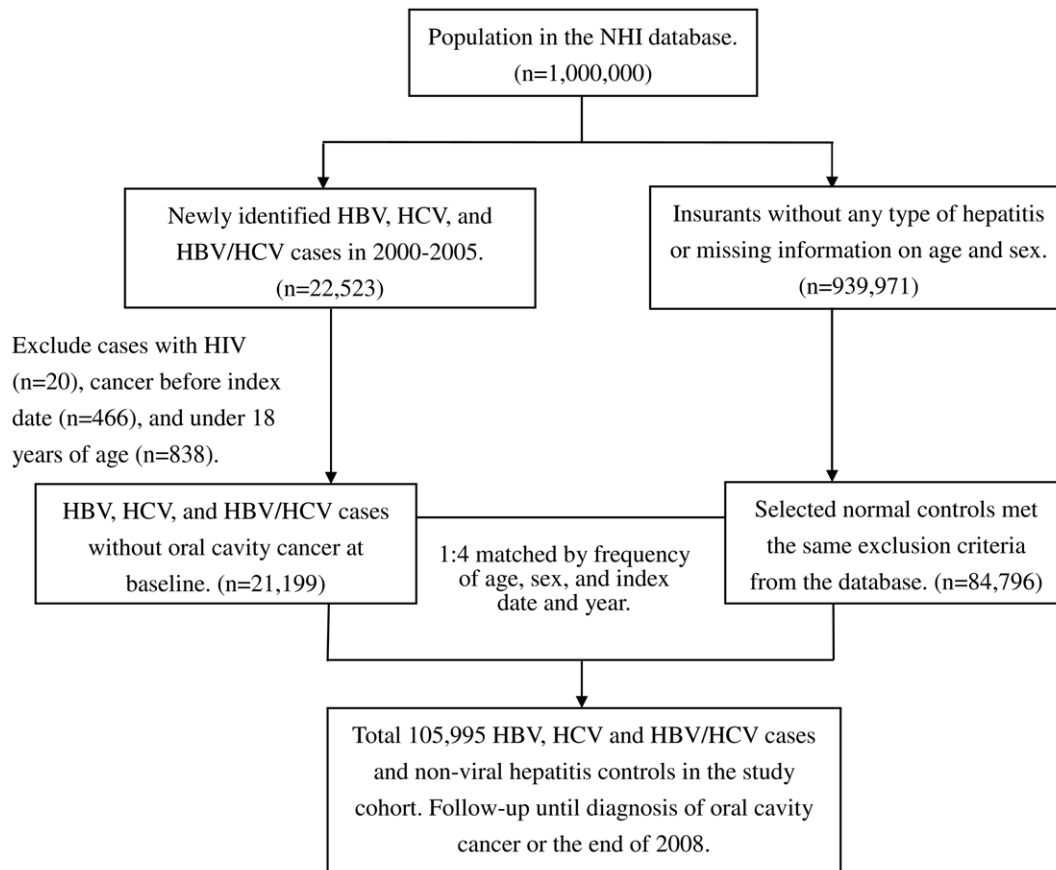 Population in the NHI database.
(n=1,000,000)
Newly identified HBV, HCV, and
HBV/HCV cases in 2000-2005.
(n=22,523)
Insurants without any type of hepatitis
or missing information on age and sex.
(n=939,971)
Exclude cases with HIV
(n=20), cancer before index
date (n=466), and under 18
years of age (n=838).
HBV, HCV, and HBV/HCV cases
without oral cavity cancer at
baseline. (n=21,199)
1:4 matched by frequency
of age, sex, and index
date and year.
Selected normal controls met
the same exclusion criteria
from the database. (n=84,796)
Total 105,995 HBV, HCV and HBV/HCV cases
and non-viral hepatitis controls in the study
cohort. Follow-up until diagnosis of oral cavity
cancer or the end of 2008.